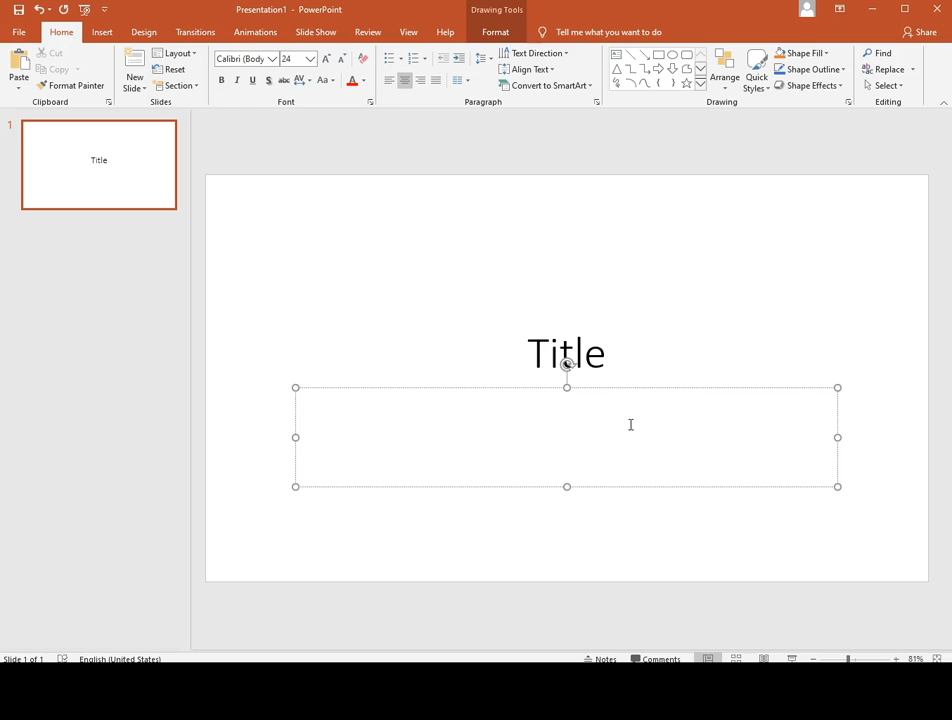 Presentation1 - PowerPoint
Drawing Tools
File Home Insert Design Transitions Animations Slide Show Review View Help Format Tell me what you want to do Share
Paste
Cut
Copy
Format Painter
Clipboard
New Slide
Layout
Reset
Section
Slides
Calibri (Body 24
B I U S abc AV Aa A
Font
Text Direction
Align Text
Convert to SmartArt
Paragraph
Arrange
Quick Styles
Shape Fill
Shape Outline
Shape Effects
Drawing
Find
Replace
Select
Editing
1
Title
Title
Slide 1 of 1 English (United States) Notes Comments 81%